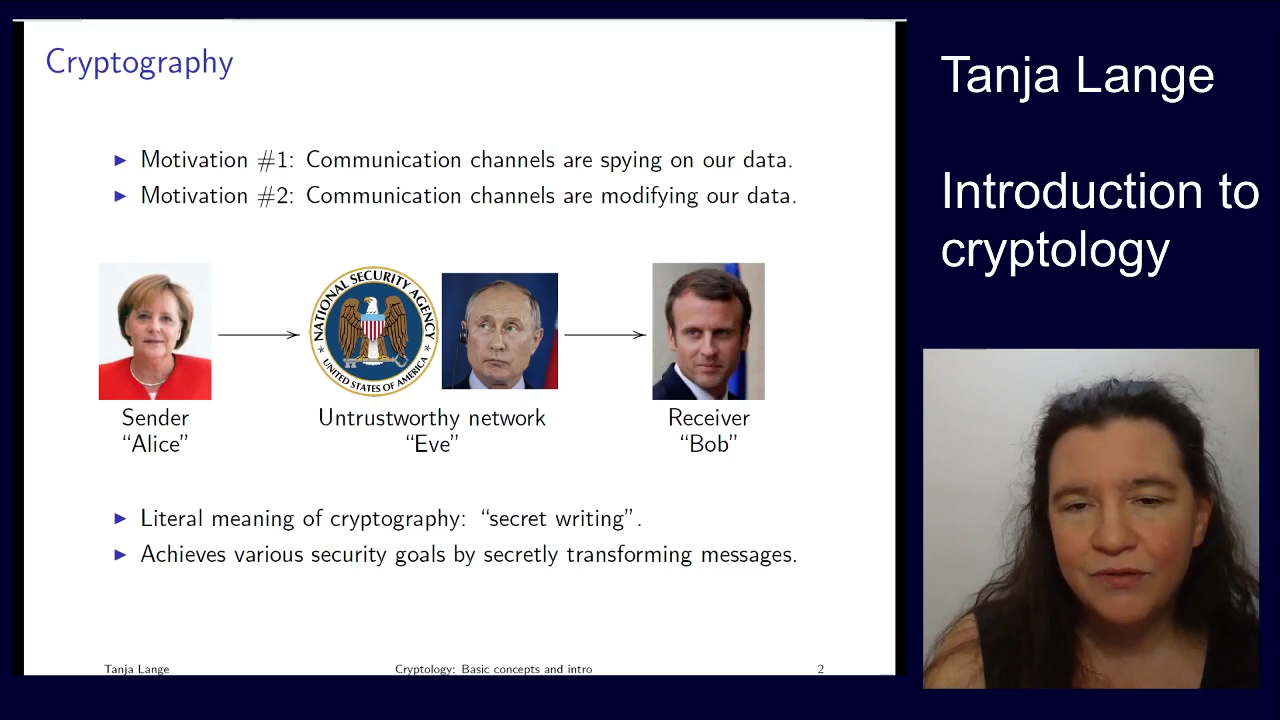 Cryptography
▶ Motivation #1: Communication channels are spying on our data.
▶ Motivation #2: Communication channels are modifying our data.
NATIONAL SECURITY AGENCY
UNITED STATES OF AMERICA
Sender
“Alice”
Untrustworthy network
“Eve”
Receiver
“Bob”
▶ Literal meaning of cryptography: “secret writing”.
▶ Achieves various security goals by secretly transforming messages.
Tanja Lange
Cryptology: Basic concepts and intro
2
Tanja Lange
Introduction to
cryptology